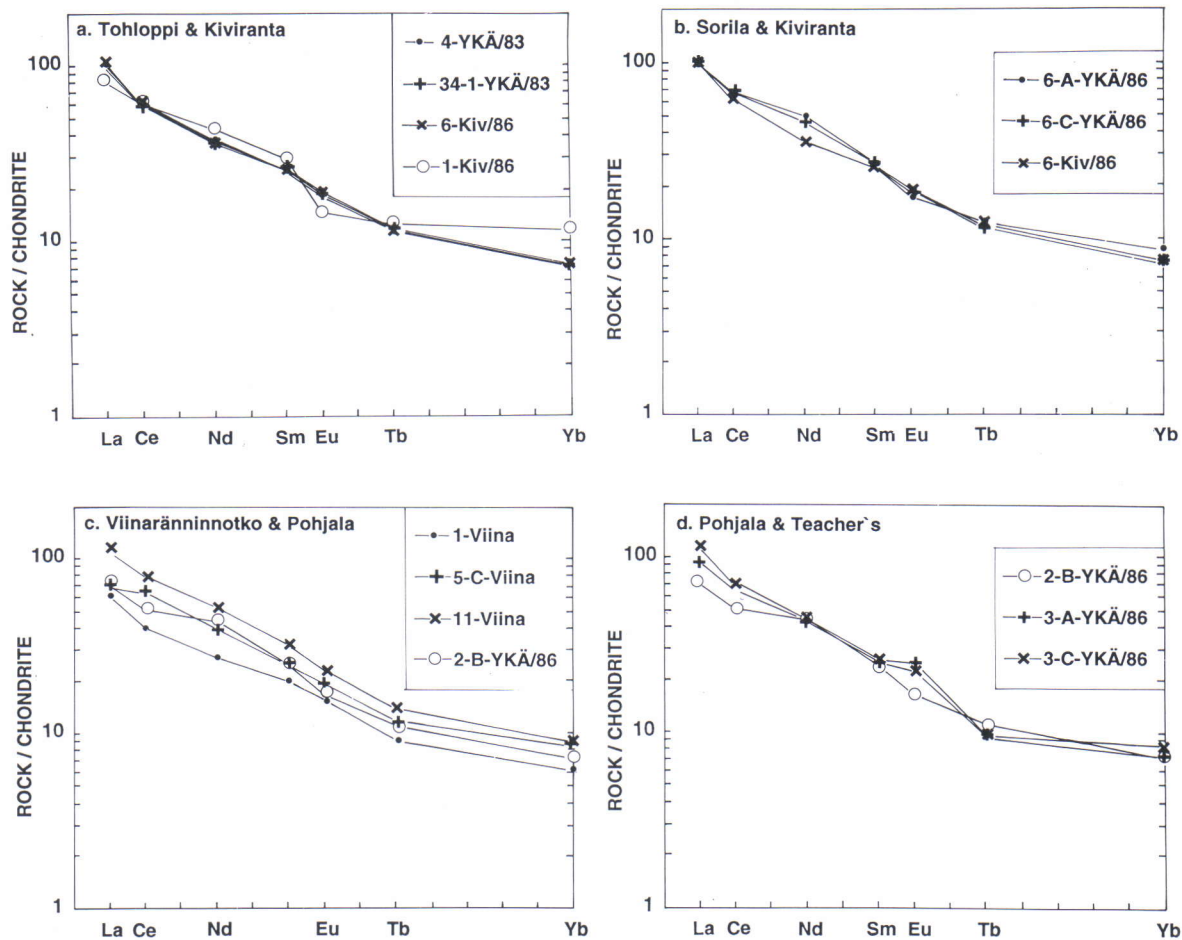 a. Tohloppi & Kiviranta
4-YKÄ/83
34-1-YKÄ/83
6-Kiv/86
1-Kiv/86
100
10
1
ROCK / CHONDRITE
La Ce Nd Sm Eu Tb Yb
b. Sorila & Kiviranta
6-A-YKÄ/86
6-C-YKÄ/86
6-Kiv/86
100
10
1
ROCK / CHONDRITE
La Ce Nd Sm Eu Tb Yb
c. Viinaränninnotko & Pohjala
1-Viina
5-C-Viina
11-Viina
2-B-YKÄ/86
100
10
1
ROCK / CHONDRITE
La Ce Nd Sm Eu Tb Yb
d. Pohjala & Teacher`s
2-B-YKÄ/86
3-A-YKÄ/86
3-C-YKÄ/86
100
10
1
ROCK / CHONDRITE
La Ce Nd Sm Eu Tb Yb